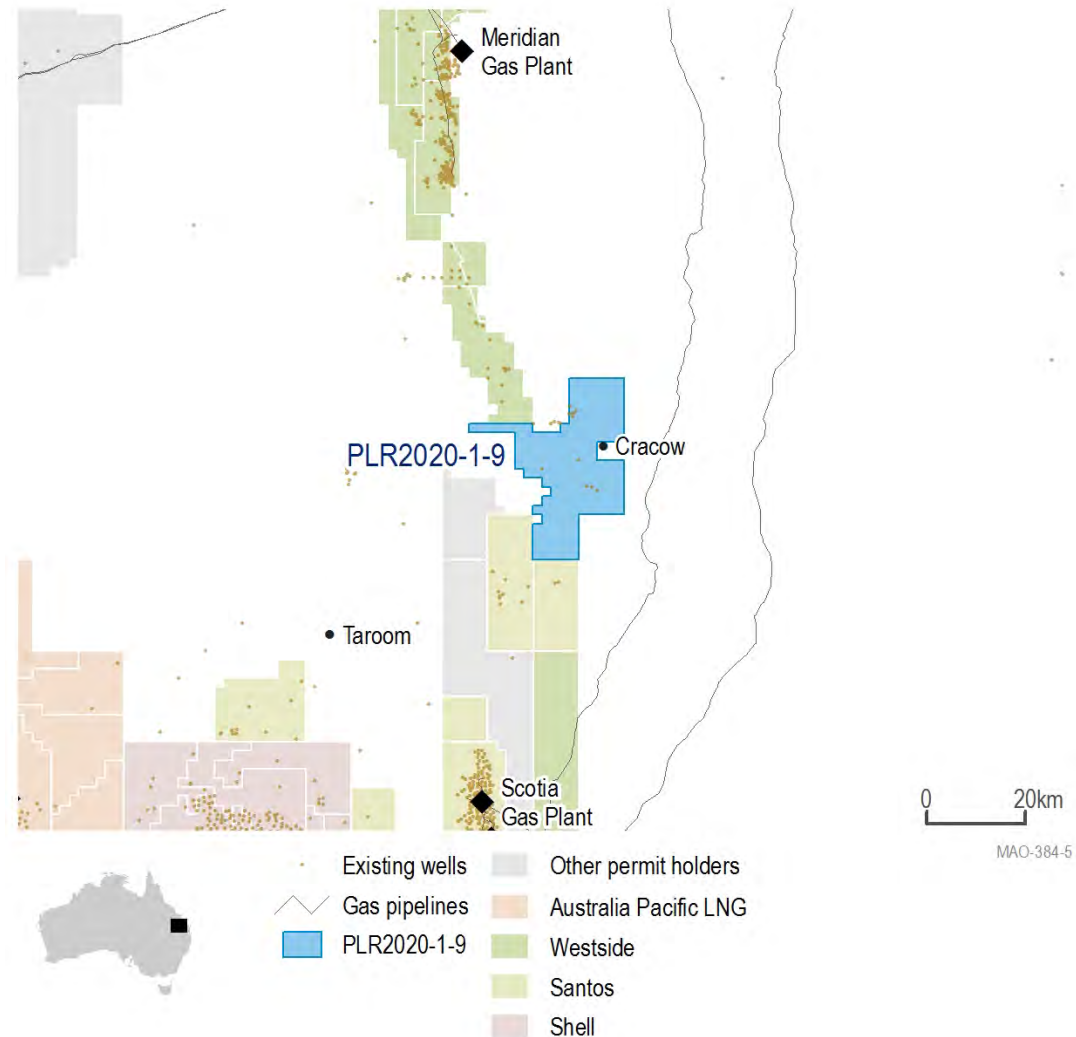 Meridian
Gas Plant
PLR2020-1-9
Cracow
Taroom
Scotia
Gas Plant
0 20km
MAO-384-5
Existing wells
Gas pipelines
PLR2020-1-9
Other permit holders
Australia Pacific LNG
Westside
Santos
Shell